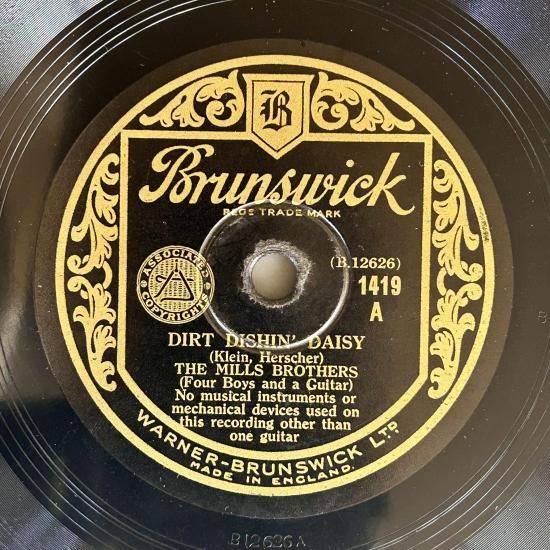 B
Brunswick
REGS TRADE MARK
(B.12626)
1419
A
ASSOCIATED
COPYRIGHTS
DIRT DISHIN' DAISY
(Klein, Herscher)
THE MILLS BROTHERS
(Four Boys and a Guitar)
No musical instruments or
mechanical devices used on
this recording other than
one guitar
WARNER-BRUNSWICK LTD.
MADE IN ENGLAND.
B12626A